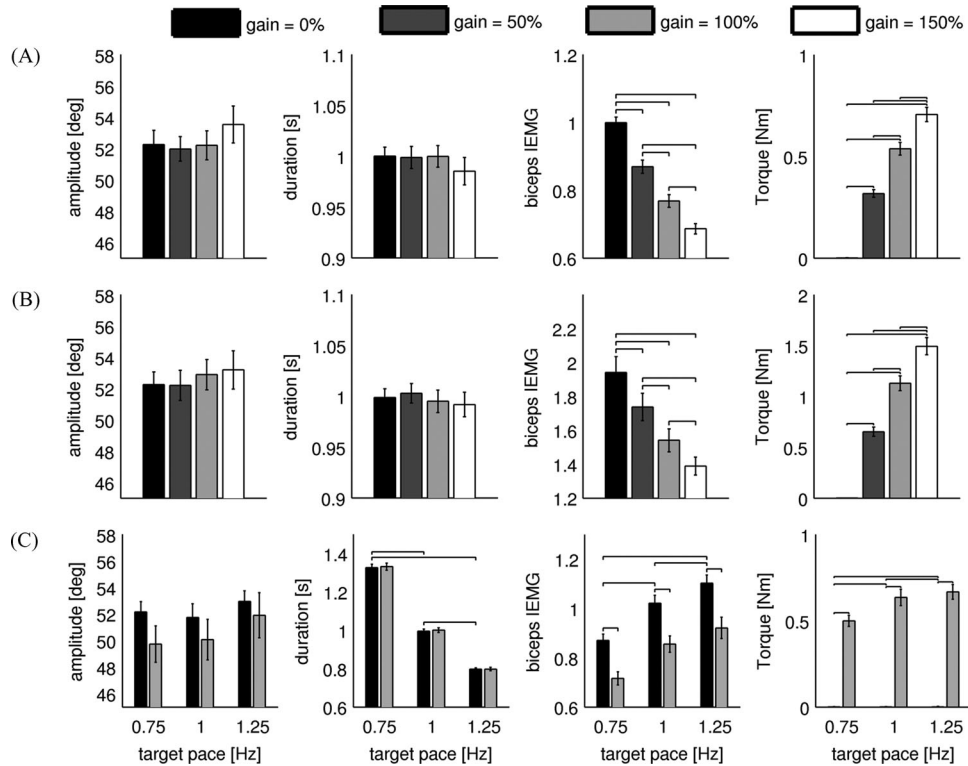 gain = 0% gain = 50% gain = 100% gain = 150%
(A)
amplitude [deg]
58
56
54
52
50
48
46
duration [s]
1.1
1.05
1
0.95
0.9
biceps IEMG
1.2
1
0.8
0.6
Torque [Nm]
1
0.5
0
(B)
amplitude [deg]
58
56
54
52
50
48
46
duration [s]
1.1
1.05
1
0.95
0.9
biceps IEMG
2.2
2
1.8
1.6
1.4
1.2
Torque [Nm]
2
1.5
1
0.5
0
(C)
amplitude [deg]
58
56
54
52
50
48
46
0.75 1 1.25
target pace [Hz]
duration [s]
1.4
1.2
1
0.8
0.6
0.75 1 1.25
target pace [Hz]
biceps IEMG
1.2
1
0.8
0.6
0.75 1 1.25
target pace [Hz]
Torque [Nm]
1
0.5
0
0.75 1 1.25
target pace [Hz]